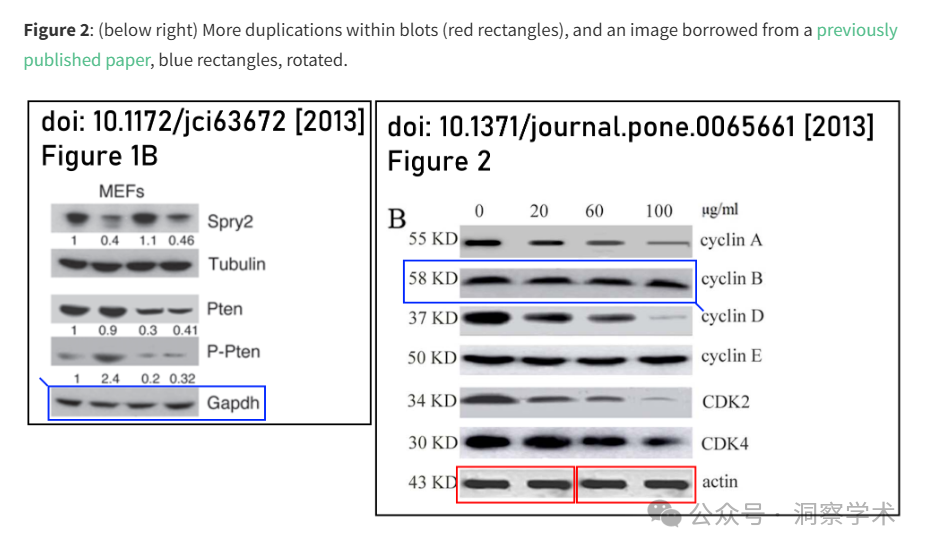 Figure 2: (below right) More duplications within blots (red rectangles), and an image borrowed from a previously
published paper, blue rectangles, rotated.
doi: 10.1172/jci63672 [2013]
Figure 1B
MEFs
Spry2
1 0.4 1.1 0.46
Tubulin
Pten
1 0.9 0.3 0.41
P-Pten
1 2.4 0.2 0.32
Gapdh
doi: 10.1371/journal.pone.0065661 [2013]
Figure 2
B 0 20 60 100 μg/ml
55 KD cyclin A
58 KD cyclin B
37 KD cyclin D
50 KD cyclin E
34 KD CDK2
30 KD CDK4
43 KD actin
公众号 · 洞察学术